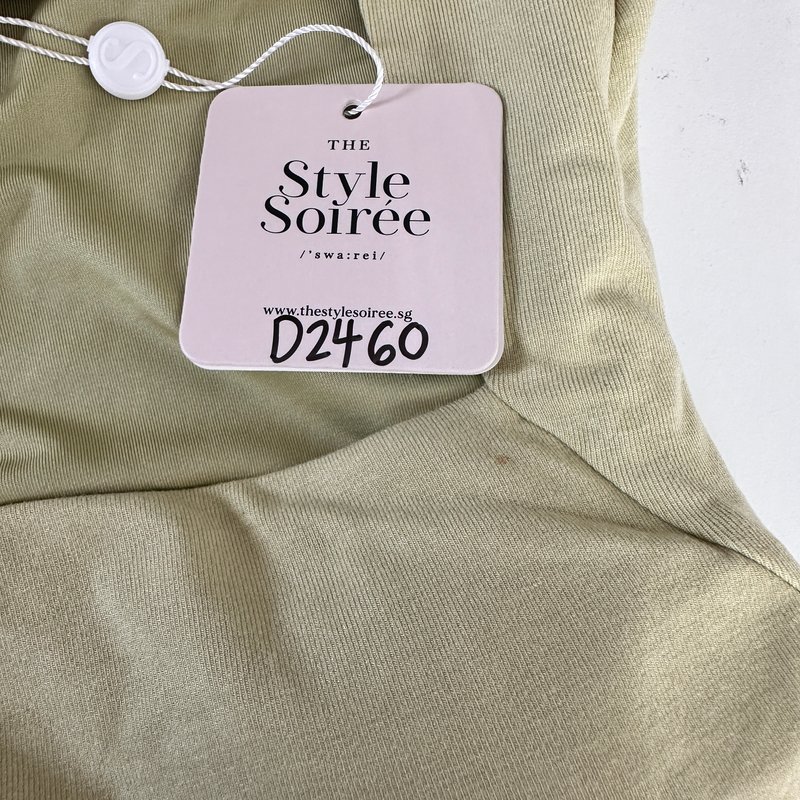 S
THE
Style
Soirée
/'swa:rei/
www.thestylesoiree.sg
D2460